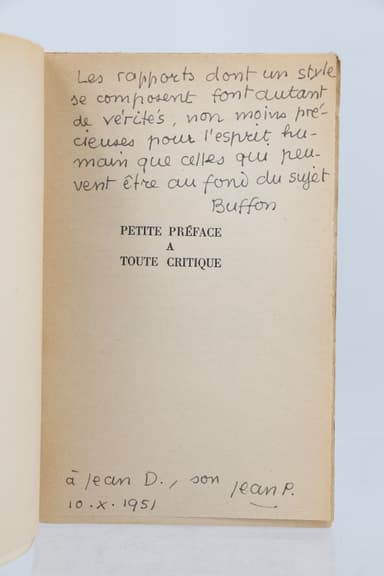 Les rapports dont un style
se composent font autant
de vérités, non moins pré-
cieuses pour l'esprit hu-
main que celles qui peu-
vent être au fond du sujet
Buffon
PETITE PRÉFACE
A
TOUTE CRITIQUE
à Jean D., son Jean P.
10.X.1951